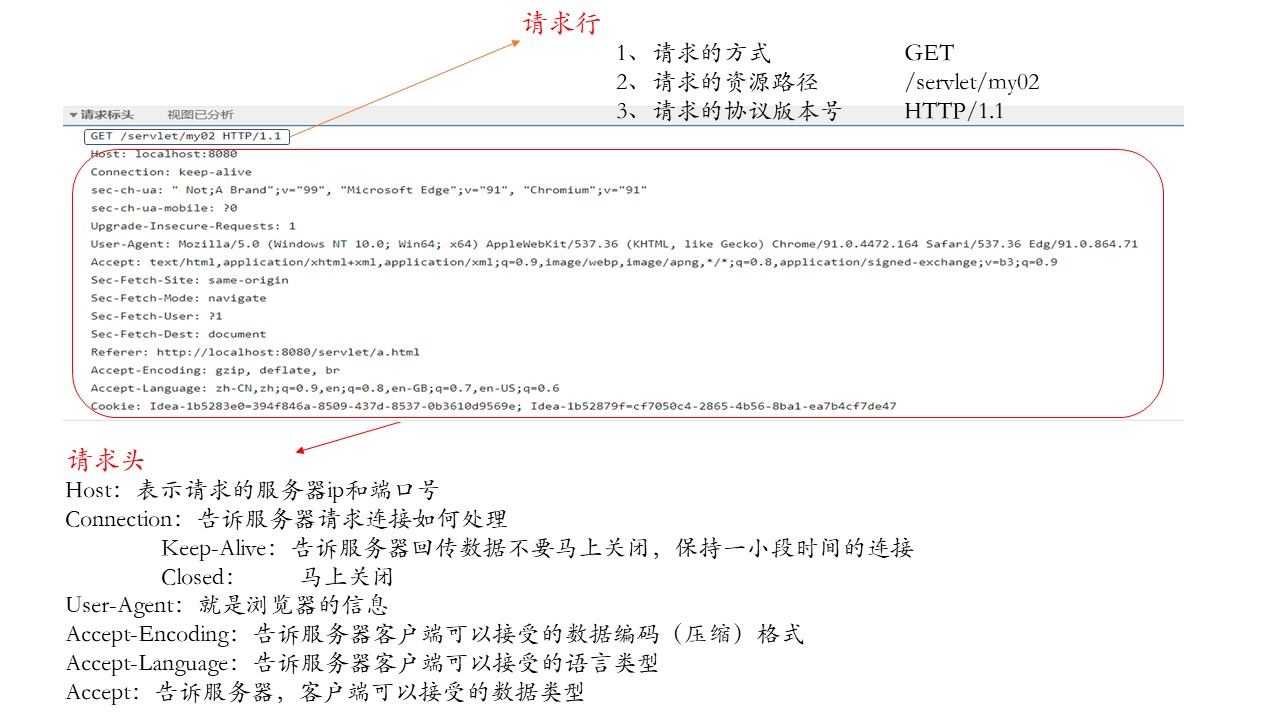 请求行
1、请求的方式 GET
2、请求的资源路径 /servlet/my02
3、请求的协议版本号 HTTP/1.1
▼请求标头 视图已分析
GET /servlet/my02 HTTP/1.1
Host: localhost:8080
Connection: keep-alive
sec-ch-ua: " Not;A Brand";v="99", "Microsoft Edge";v="91", "Chromium";v="91"
sec-ch-ua-mobile: ?0
Upgrade-Insecure-Requests: 1
User-Agent: Mozilla/5.0 (Windows NT 10.0; Win64; x64) AppleWebKit/537.36 (KHTML, like Gecko) Chrome/91.0.4472.164 Safari/537.36 Edg/91.0.864.71
Accept: text/html,application/xhtml+xml,application/xml;q=0.9,image/webp,image/apng,*/*;q=0.8,application/signed-exchange;v=b3;q=0.9
Sec-Fetch-Site: same-origin
Sec-Fetch-Mode: navigate
Sec-Fetch-User: ?1
Sec-Fetch-Dest: document
Referer: http://localhost:8080/servlet/a.html
Accept-Encoding: gzip, deflate, br
Accept-Language: zh-CN,zh;q=0.9,en;q=0.8,en-GB;q=0.7,en-US;q=0.6
Cookie: Idea-1b5283e0=394f846a-8509-437d-8537-0b3610d9569e; Idea-1b52879f=cf7050c4-2865-4b56-8ba1-ea7b4cf7de47
请求头
Host：表示请求的服务器ip和端口号
Connection：告诉服务器请求连接如何处理
Keep-Alive：告诉服务器回传数据不要马上关闭，保持一小段时间的连接
Closed： 马上关闭
User-Agent：就是浏览器的信息
Accept-Encoding：告诉服务器客户端可以接受的数据编码（压缩）格式
Accept-Language：告诉服务器客户端可以接受的语言类型
Accept：告诉服务器，客户端可以接受的数据类型